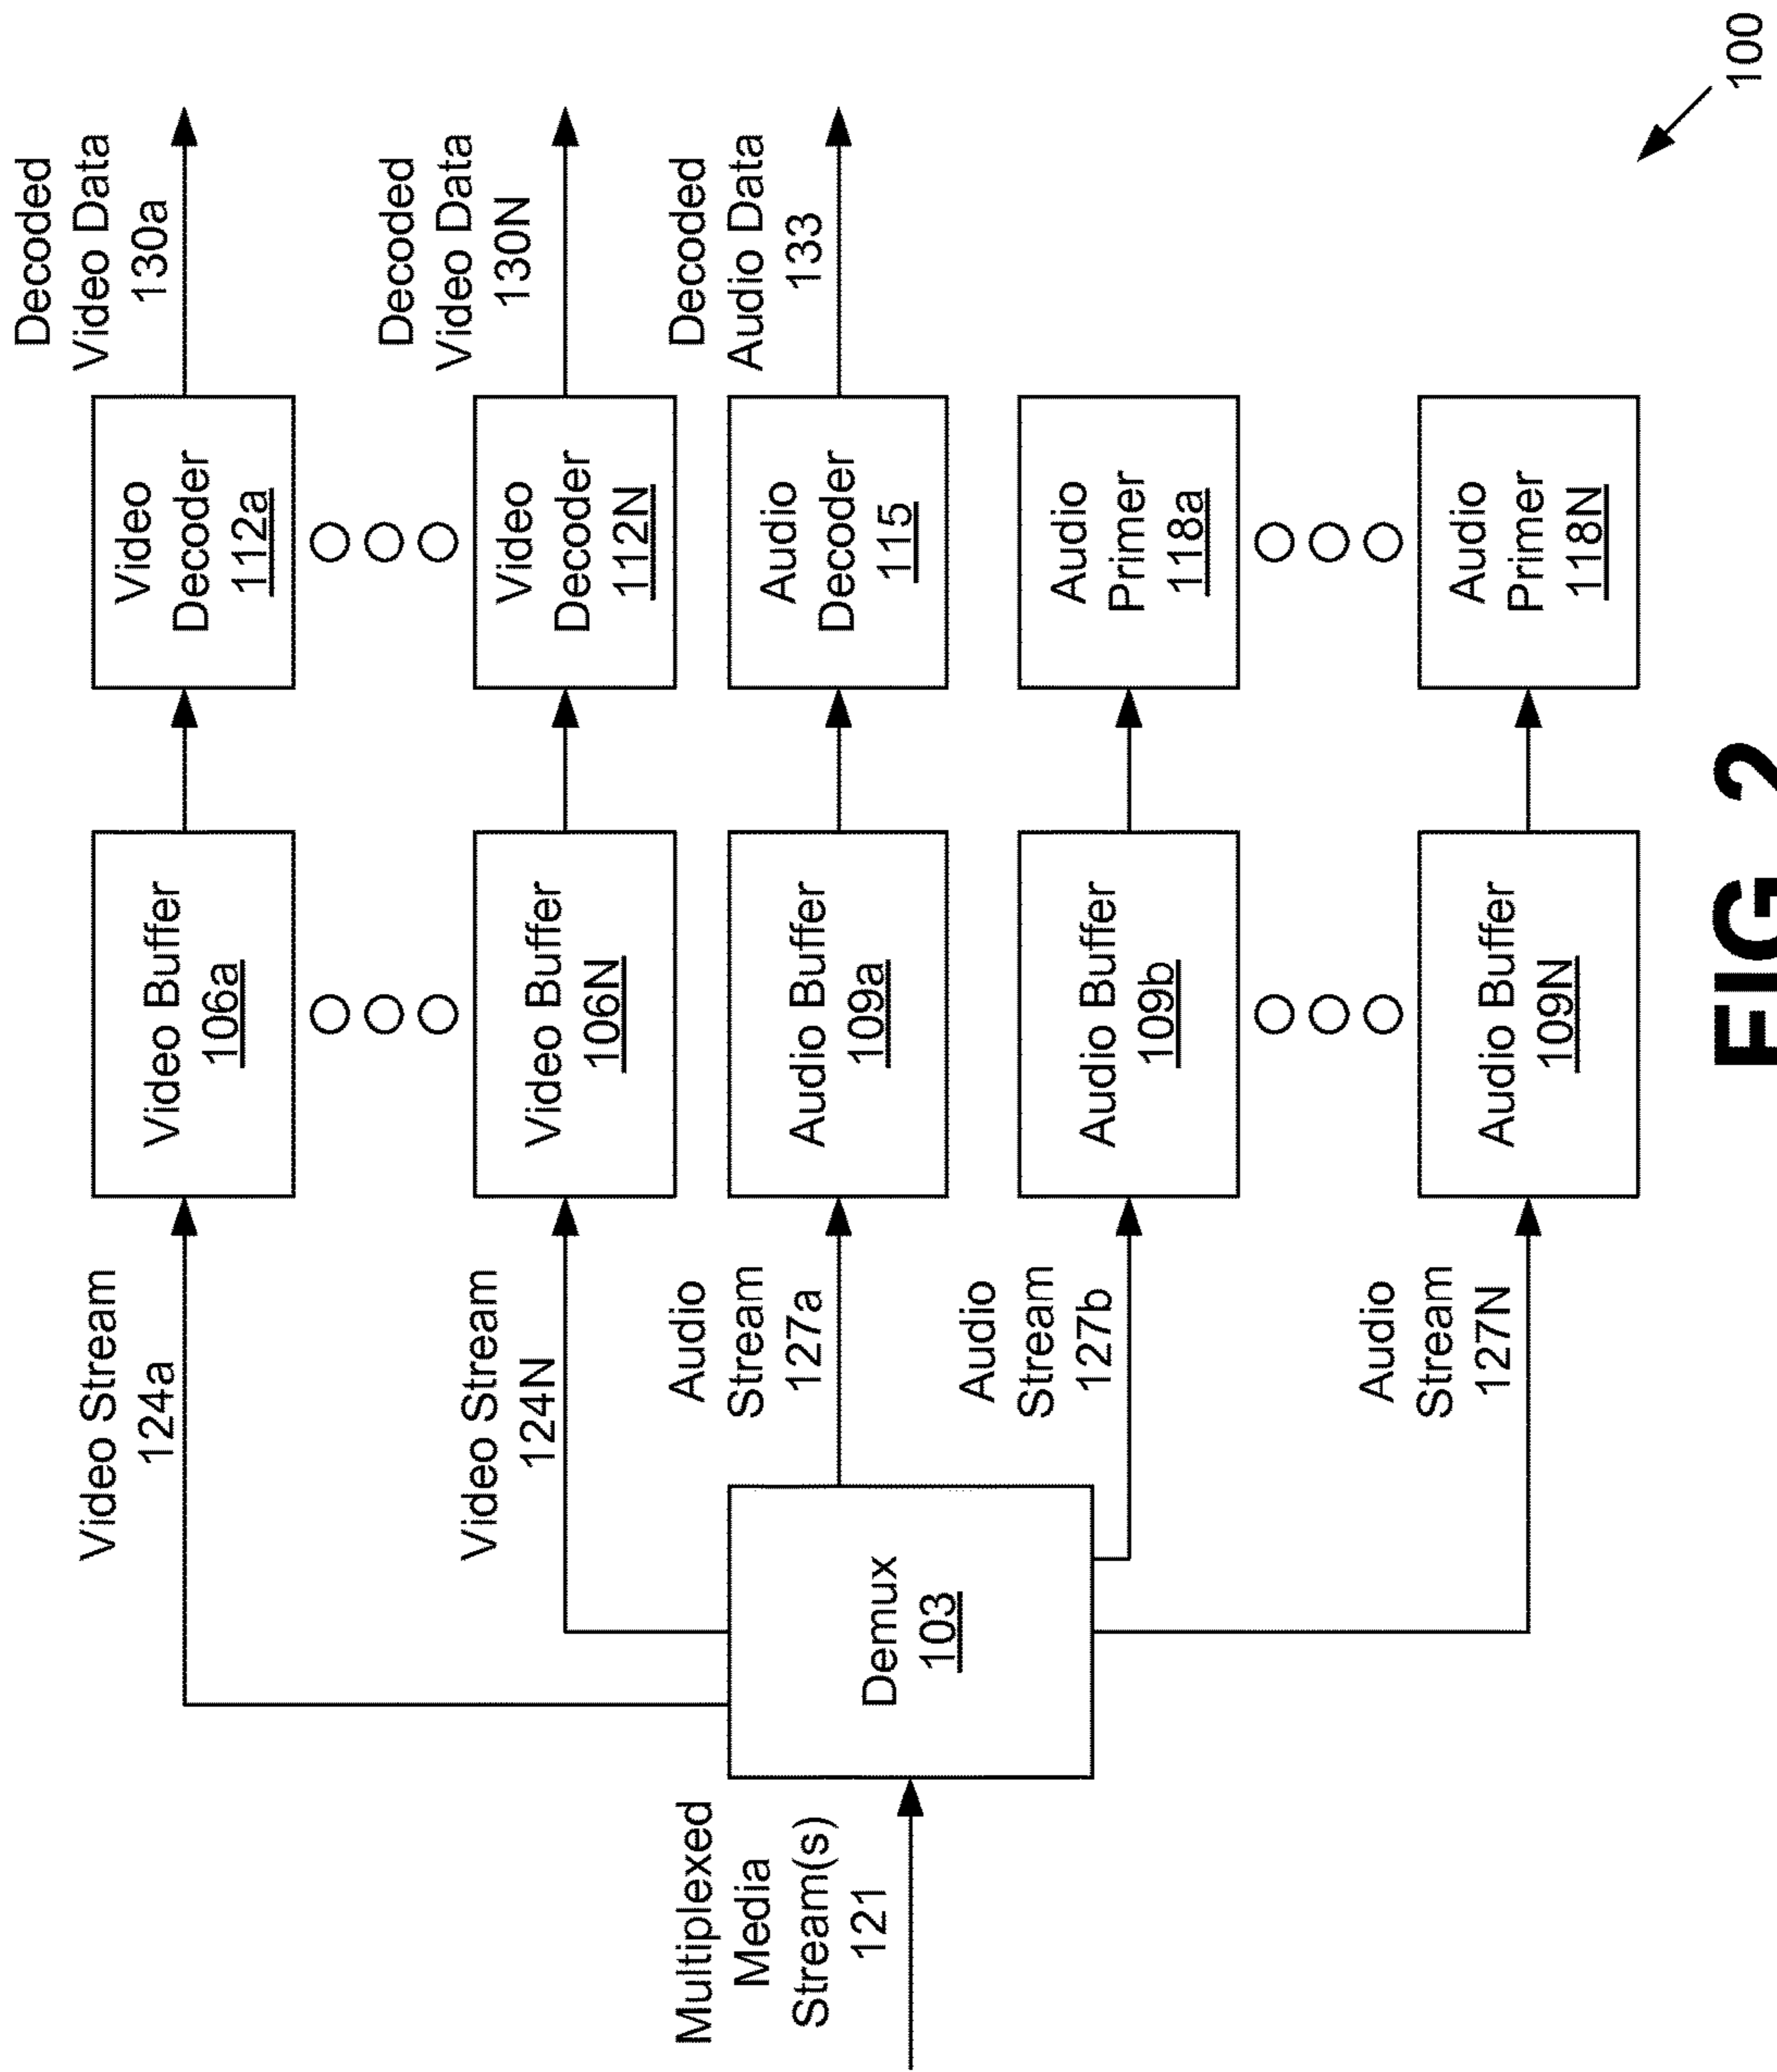 Multiplexed
Media
Stream(s)
121
Demux
103
Video Stream
124a
Video Buffer
106a
Video
Decoder
112a
Decoded
Video Data
130a
Video Stream
124N
Video Buffer
106N
Video
Decoder
112N
Decoded
Video Data
130N
Audio
Stream
127a
Audio Buffer
109a
Audio
Decoder
115
Decoded
Audio Data
133
Audio
Stream
127b
Audio Buffer
109b
Audio
Primer
118a
Audio
Stream
127N
Audio Buffer
109N
Audio
Primer
118N
100
FIG. 2